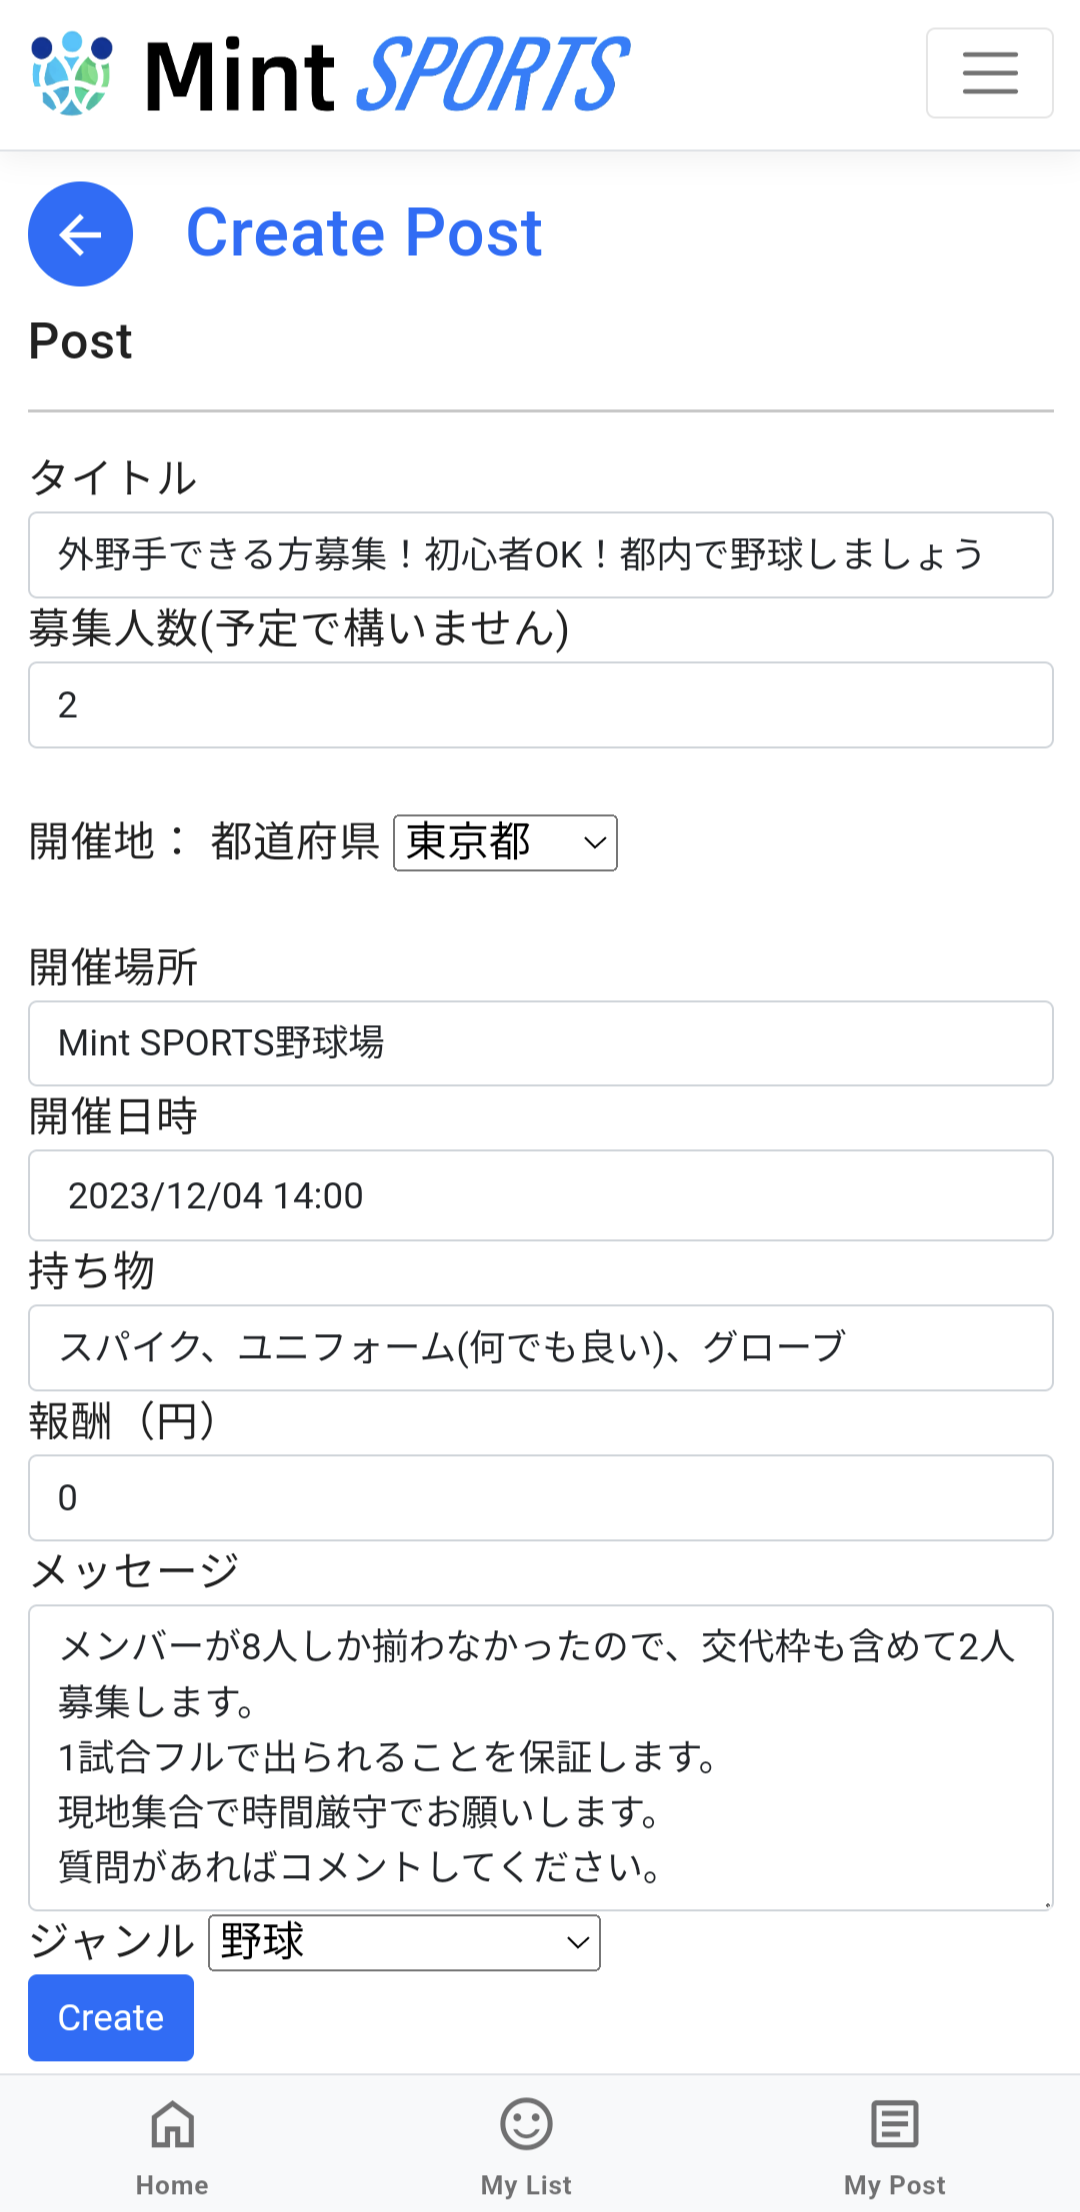 Mint SPORTS
Create Post
Post
タイトル
外野手できる方募集！初心者OK！都内で野球しましょう
募集人数(予定で構いません)
2
開催地： 都道府県 東京都
開催場所
Mint SPORTS野球場
開催日時
2023/12/04 14:00
持ち物
スパイク、ユニフォーム(何でも良い)、グローブ
報酬（円）
0
メッセージ
メンバーが8人しか揃わなかったので、交代枠も含めて2人
募集します。
1試合フルで出られることを保証します。
現地集合で時間厳守でお願いします。
質問があればコメントしてください。
ジャンル 野球
Create
Home My List My Post